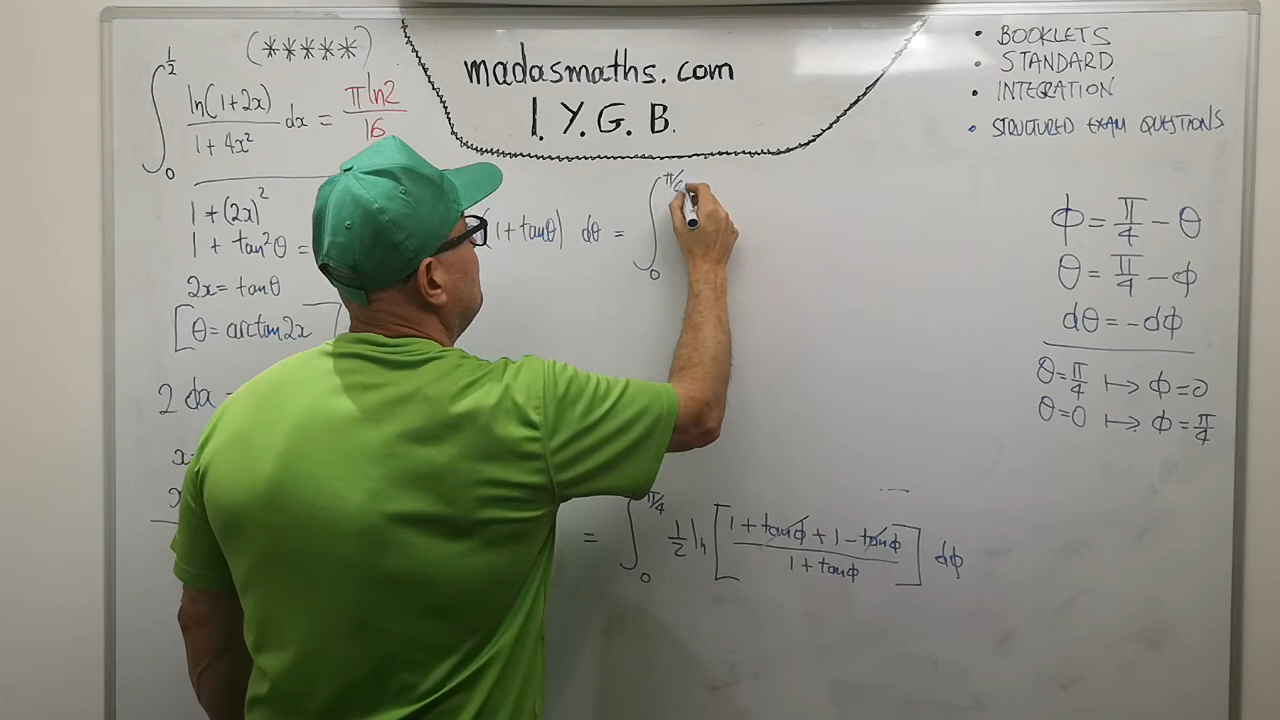 (*****)
∫₀^½ ln(1+2x)/(1+4x²) dx = πln2/16
madasmaths.com
I.Y.G.B.
• BOOKLETS
• STANDARD
• INTEGRATION
• STRUCTURED EXAM QUESTIONS
1+(2x)²
1+tan²θ =
2x = tanθ
[θ = arctan2x
2 dx
(1+tanθ) dθ = ∫₀
= ∫₀^π/4 ½ ln[(1+tanφ+1-tanφ)/(1+tanφ)] dφ
φ = π/4 - θ
θ = π/4 - φ
dθ = -dφ
θ=π/4 ↦ φ=0
θ=0 ↦ φ=π/4